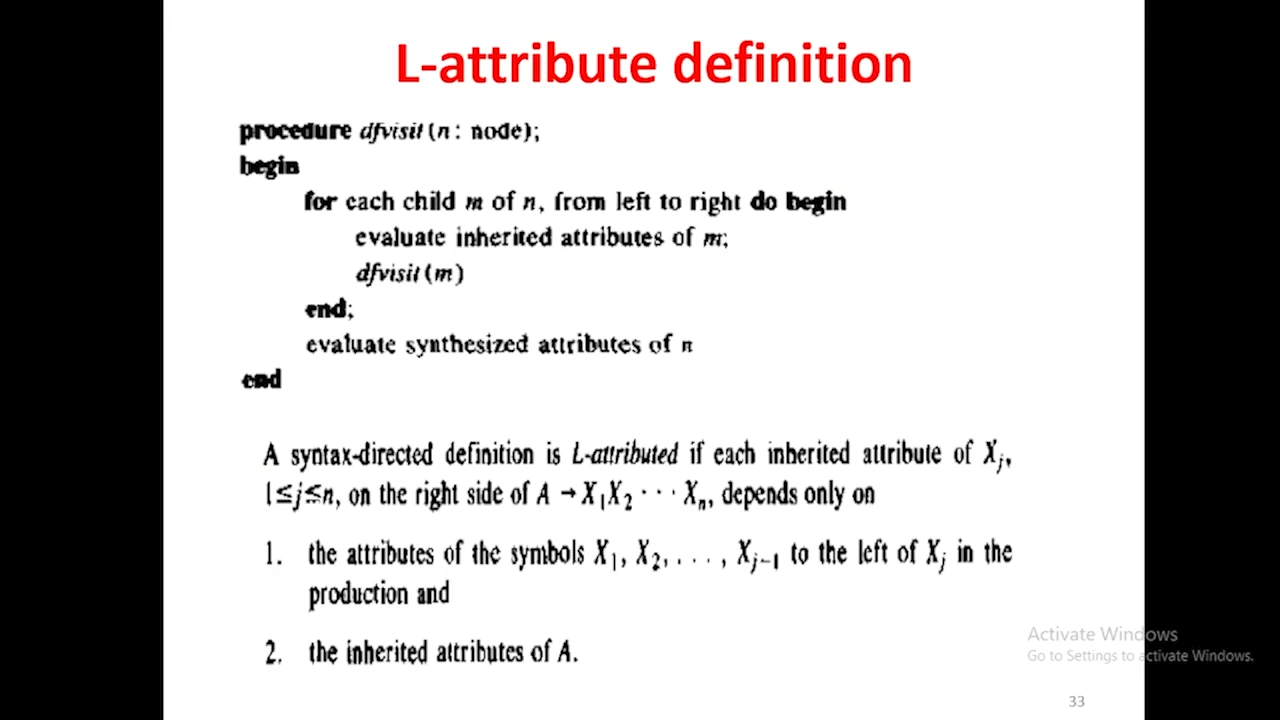 L-attribute definition
procedure dfvisit(n: node);
begin
for each child m of n, from left to right do begin
evaluate inherited attributes of m;
dfvisit(m)
end;
evaluate synthesized attributes of n
end
A syntax-directed definition is L-attributed if each inherited attribute of Xj,
1≤j≤n, on the right side of A → X1X2 · · · Xn, depends only on
1. the attributes of the symbols X1, X2, . . . , Xj−1 to the left of Xj in the
production and
2. the inherited attributes of A.
Activate Windows
Go to Settings to activate Windows.
33